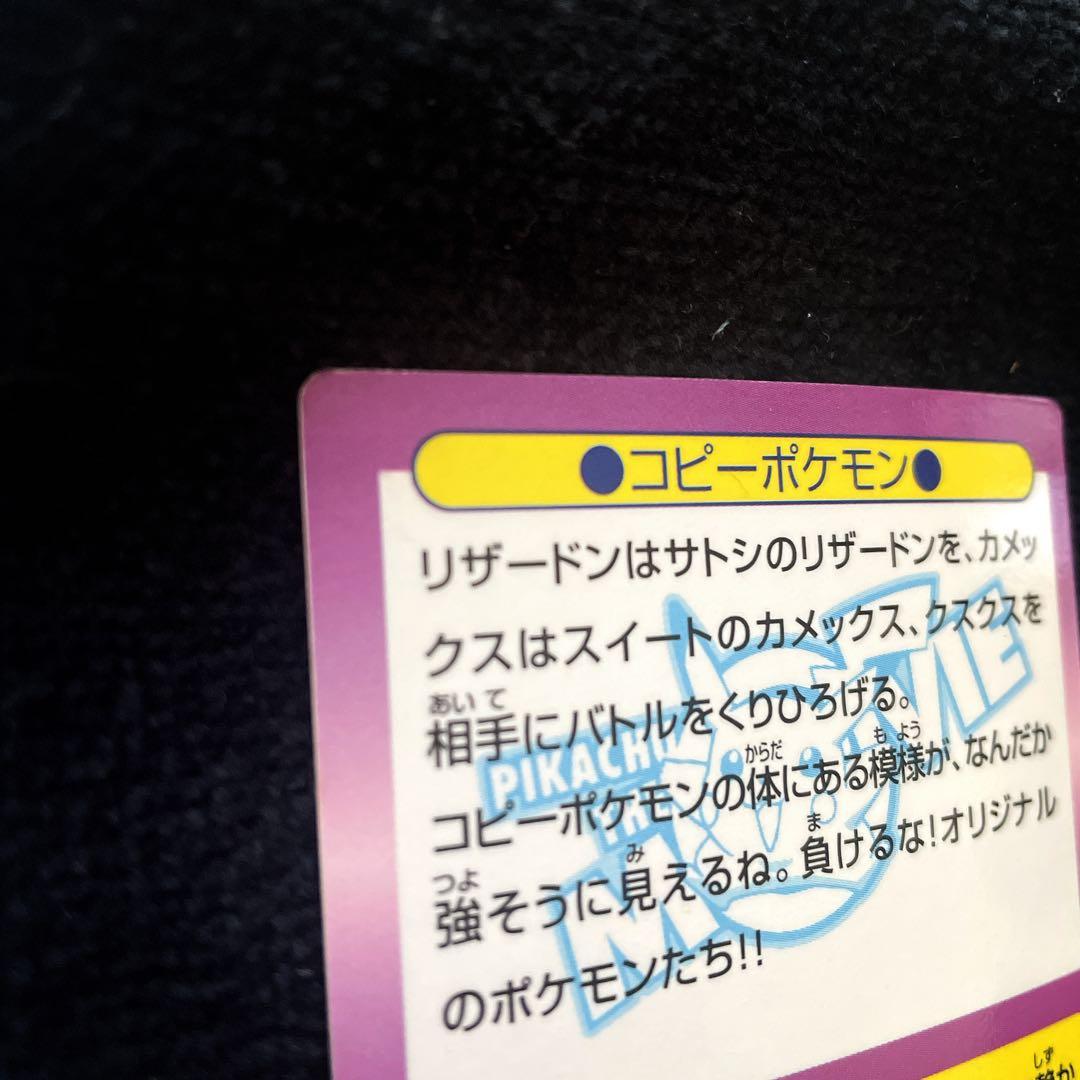 ●コピーポケモン●
リザードンはサトシのリザードンを、カメッ
クスはスイートのカメックス、クスクスを
あいて
相手にバトルをくりひろげる。
からだ もよう
コピーポケモンの体にある模様が、なんだか
つよ み ま
強そうに見えるね。負けるな!オリジナル
のポケモンたち!!
PIKACHU
THE
MOVIE
しず